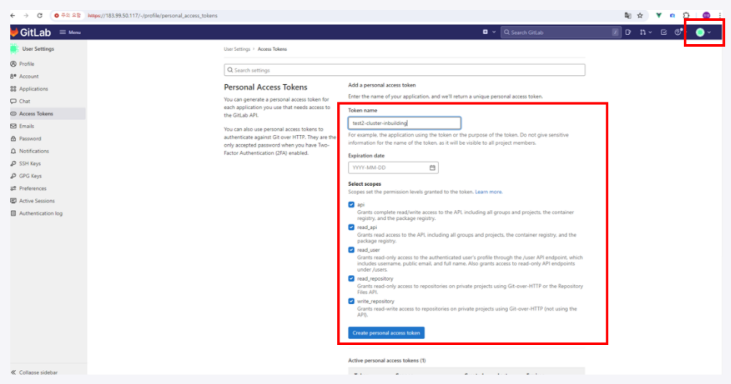 주의 요함 https://183.99.50.117/-/profile/personal_access_tokens
GitLab Menu
Search GitLab
User Settings
Profile
Account
Applications
Chat
Access Tokens
Emails
Password
Notifications
SSH Keys
GPG Keys
Preferences
Active Sessions
Authentication log
Collapse sidebar
User Settings › Access Tokens
Search settings
Personal Access Tokens
You can generate a personal access token for
each application you use that needs access to
the GitLab API.
You can also use personal access tokens to
authenticate against Git over HTTP. They are the
only accepted password when you have Two-
Factor Authentication (2FA) enabled.
Add a personal access token
Enter the name of your application, and we'll return a unique personal access token.
Token name
test2-cluster-inbuilding
For example, the application using the token or the purpose of the token. Do not give sensitive
information for the name of the token, as it will be visible to all project members.
Expiration date
YYYY-MM-DD
Select scopes
Scopes set the permission levels granted to the token. Learn more.
api
Grants complete read/write access to the API, including all groups and projects, the container
registry, and the package registry.
read_api
Grants read access to the API, including all groups and projects, the container registry, and the
package registry.
read_user
Grants read-only access to the authenticated user's profile through the /user API endpoint, which
includes username, public email, and full name. Also grants access to read-only API endpoints
under /users.
read_repository
Grants read-only access to repositories on private projects using Git-over-HTTP or the Repository
Files API.
write_repository
Grants read-write access to repositories on private projects using Git-over-HTTP (not using the
API).
Create personal access token
Active personal access tokens (1)